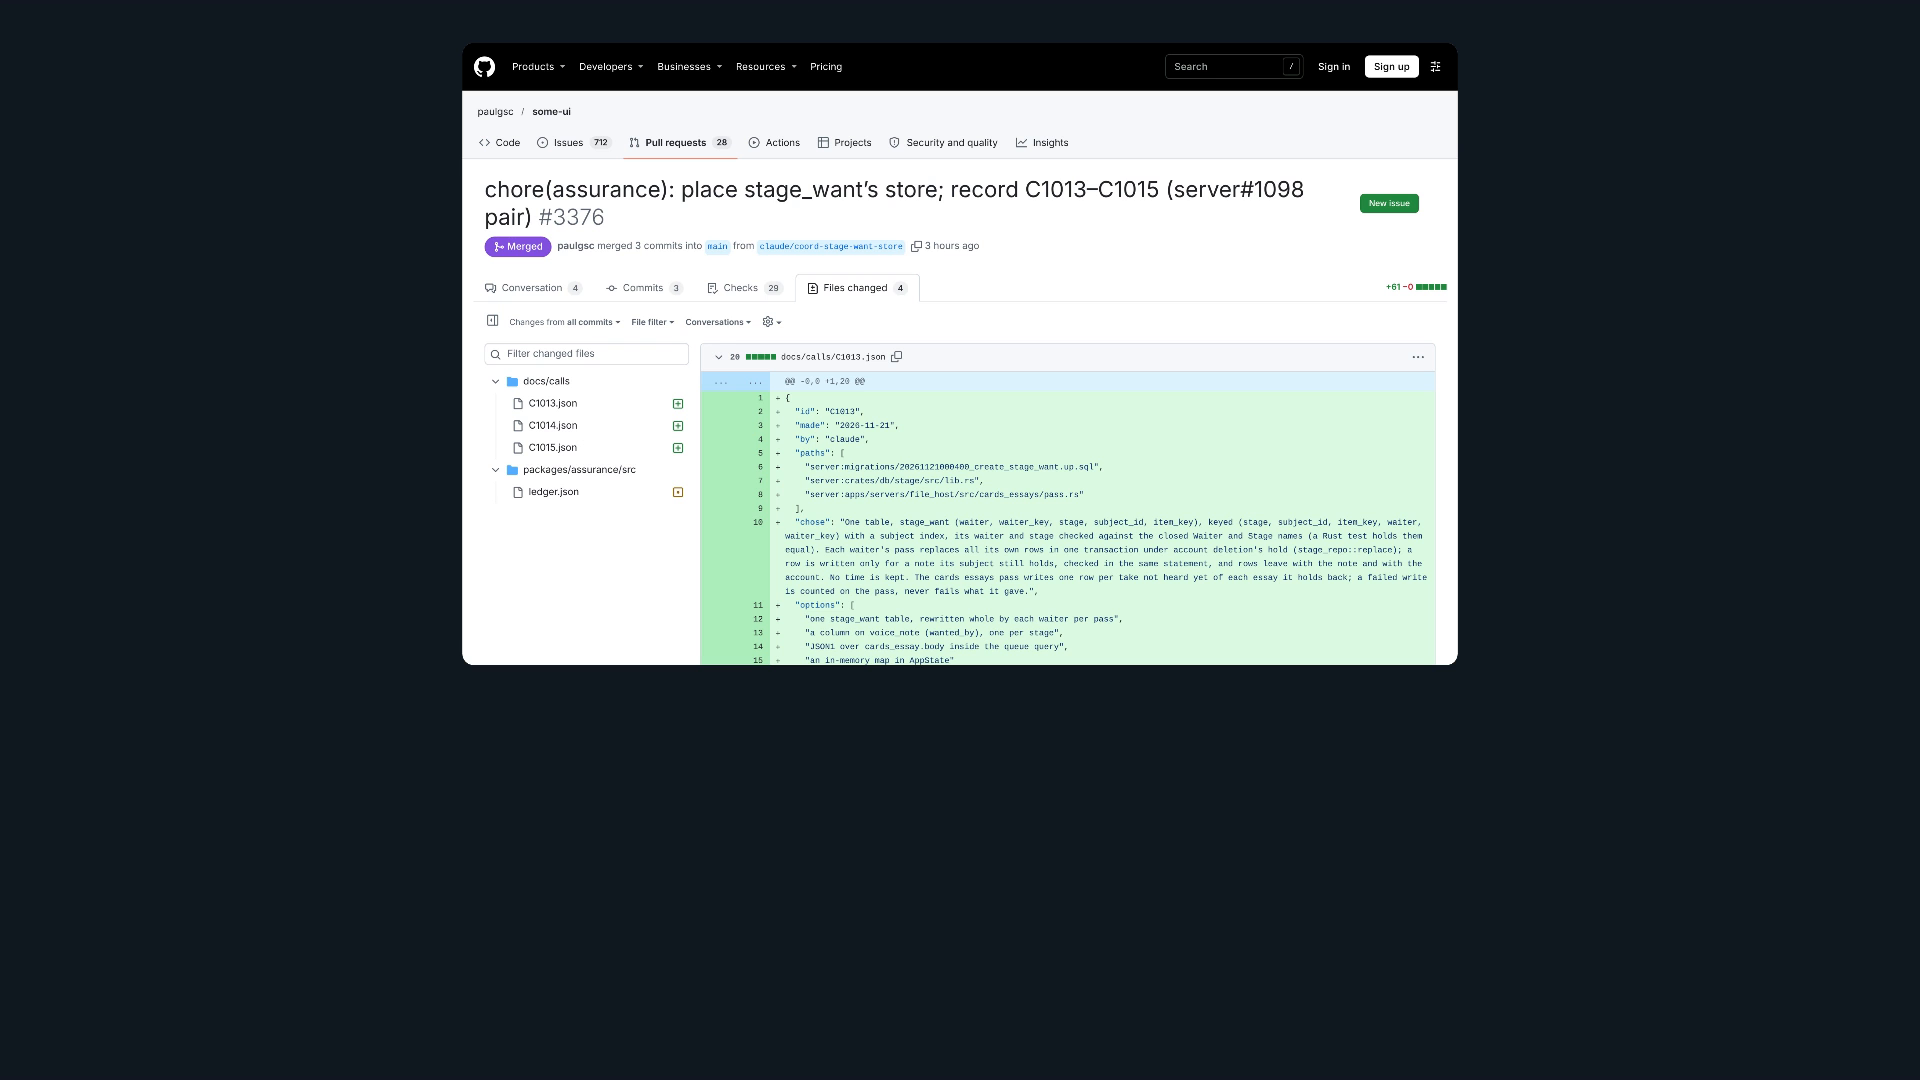 Products Developers Businesses Resources Pricing Search / Sign in Sign up
paulgsc / some-ui
Code Issues 712 Pull requests 28 Actions Projects Security and quality Insights
chore(assurance): place stage_want’s store; record C1013–C1015 (server#1098
pair) #3376
New issue
Merged paulgsc merged 3 commits into main from claude/coord-stage-want-store 3 hours ago
Conversation 4 Commits 3 Checks 29 Files changed 4 +61 −0
Changes from all commits File filter Conversations
Filter changed files
docs/calls
C1013.json
C1014.json
C1015.json
packages/assurance/src
ledger.json
20 docs/calls/C1013.json ...
... ... @@ -0,0 +1,20 @@
1 + {
2 + "id": "C1013",
3 + "made": "2026-11-21",
4 + "by": "claude",
5 + "paths": [
6 + "server:migrations/20261121000400_create_stage_want.up.sql",
7 + "server:crates/db/stage/src/lib.rs",
8 + "server:apps/servers/file_host/src/cards_essays/pass.rs"
9 + ],
10 + "chose": "One table, stage_want (waiter, waiter_key, stage, subject_id, item_key), keyed (stage, subject_id, item_key, waiter,
waiter_key) with a subject index, its waiter and stage checked against the closed Waiter and Stage names (a Rust test holds them
equal). Each waiter's pass replaces all its own rows in one transaction under account deletion's hold (stage_repo::replace); a
row is written only for a note its subject still holds, checked in the same statement, and rows leave with the note and with the
account. No time is kept. The cards essays pass writes one row per take not heard yet of each essay it holds back; a failed write
is counted on the pass, never fails what it gave.",
11 + "options": [
12 + "one stage_want table, rewritten whole by each waiter per pass",
13 + "a column on voice_note (wanted_by), one per stage",
14 + "JSON1 over cards_essay.body inside the queue query",
15 + "an in-memory map in AppState"